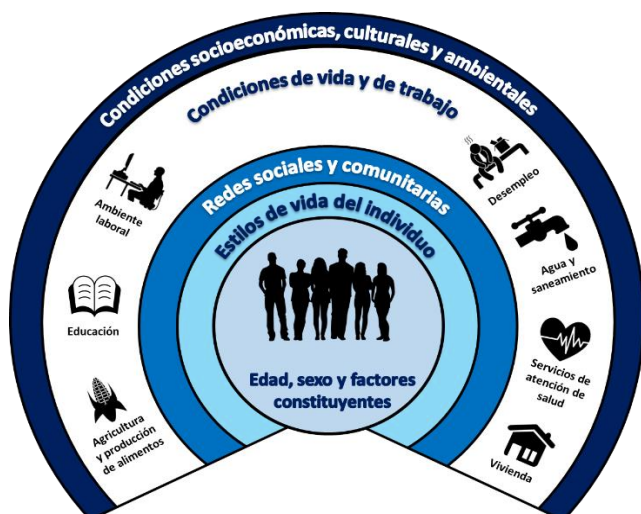 Condiciones socioeconómicas, culturales y ambientales
Condiciones de vida y de trabajo
Redes sociales y comunitarias
Estilos de vida del individuo
Edad, sexo y factores
constituyentes
Agricultura
y producción
de alimentos
Educación
Ambiente
laboral
Desempleo
Agua y
saneamiento
Servicios de
atención de
salud
Vivienda